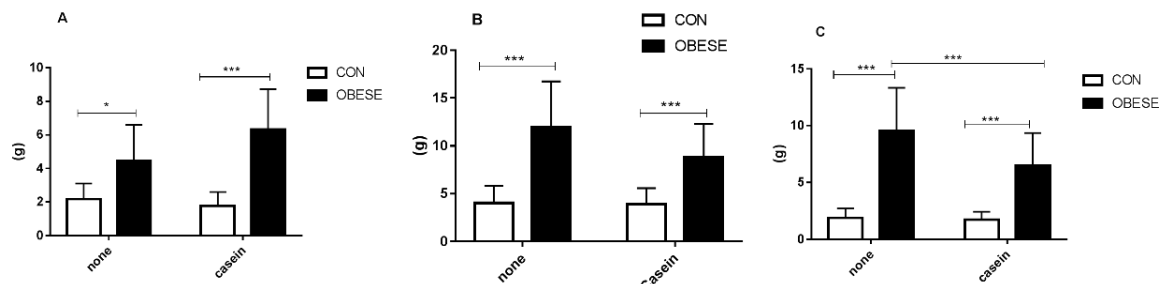 A
CON
OBESE
10
8
6
4
2
0
(g)
*
***
none
casein
B
CON
OBESE
20
15
10
5
0
(g)
***
***
none
Casein
C
CON
OBESE
15
10
5
0
(g)
***
***
***
none
casein